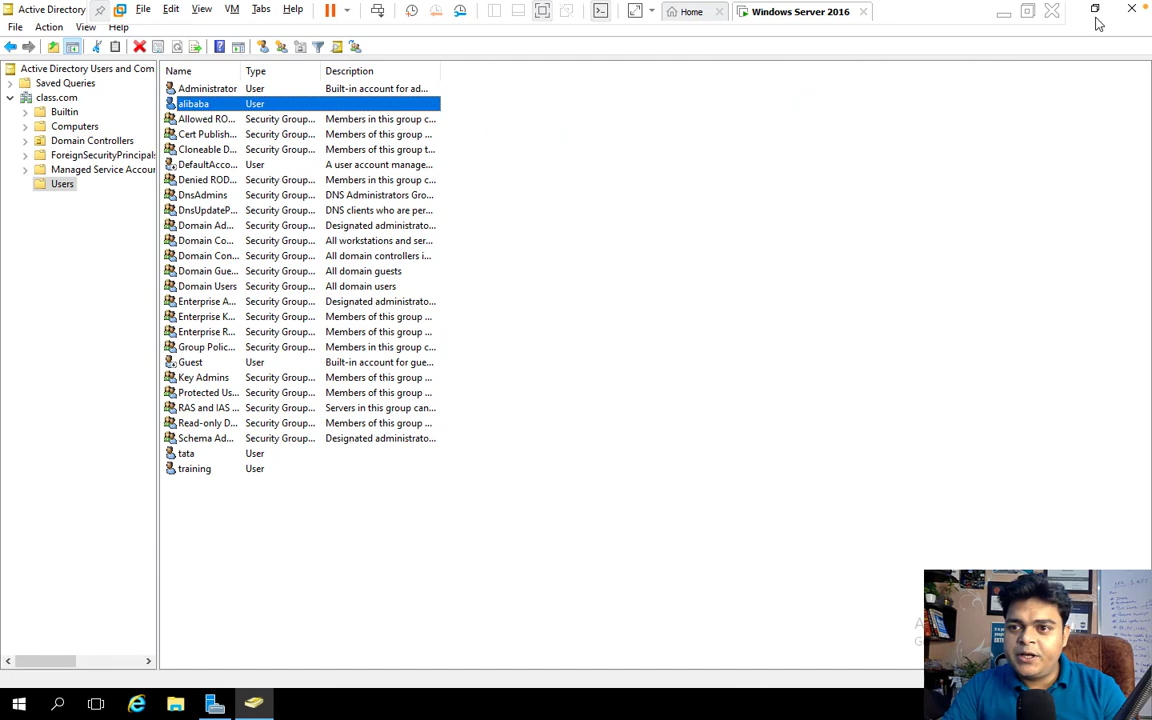 Active Directory File Edit View VM Tabs Help Home Windows Server 2016
File Action View Help
Active Directory Users and Com
Saved Queries
class.com
Builtin
Computers
Domain Controllers
ForeignSecurityPrincipals
Managed Service Accour
Users
Name Type Description
Administrator User Built-in account for ad...
alibaba User
Allowed RO... Security Group... Members in this group c...
Cert Publish... Security Group... Members of this group ...
Cloneable D... Security Group... Members of this group t...
DefaultAcco... User A user account manage...
Denied ROD... Security Group... Members in this group c...
DnsAdmins Security Group... DNS Administrators Gro...
DnsUpdateP... Security Group... DNS clients who are per...
Domain Ad... Security Group... Designated administrato...
Domain Co... Security Group... All workstations and ser...
Domain Con... Security Group... All domain controllers i...
Domain Gue... Security Group... All domain guests
Domain Users Security Group... All domain users
Enterprise A... Security Group... Designated administrato...
Enterprise K... Security Group... Members of this group ...
Enterprise R... Security Group... Members of this group ...
Group Polic... Security Group... Members in this group c...
Guest User Built-in account for gue...
Key Admins Security Group... Members of this group ...
Protected Us... Security Group... Members of this group ...
RAS and IAS ... Security Group... Servers in this group can...
Read-only D... Security Group... Members of this group ...
Schema Ad... Security Group... Designated administrato...
tata User
training User